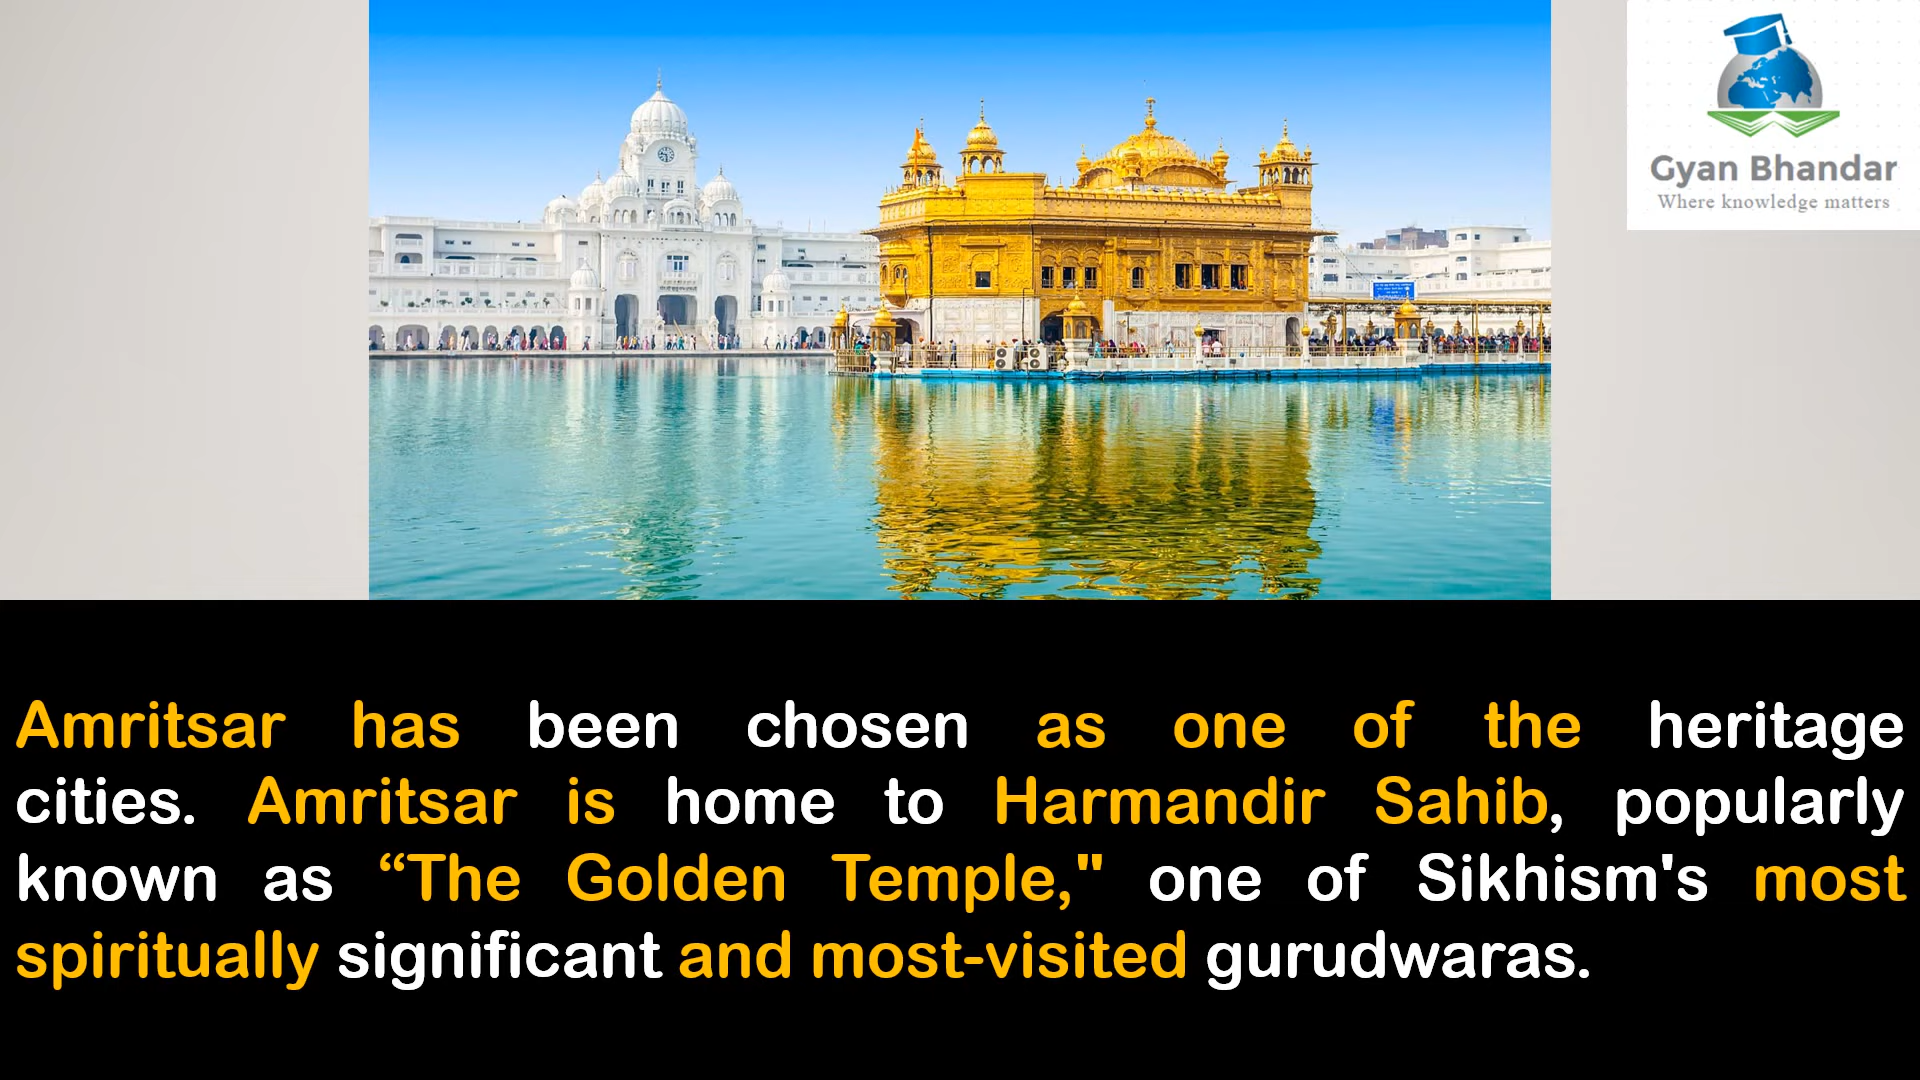 Gyan Bhandar
Where knowledge matters
Amritsar has been chosen as one of the heritage
cities. Amritsar is home to Harmandir Sahib, popularly
known as “The Golden Temple," one of Sikhism's most
spiritually significant and most-visited gurudwaras.